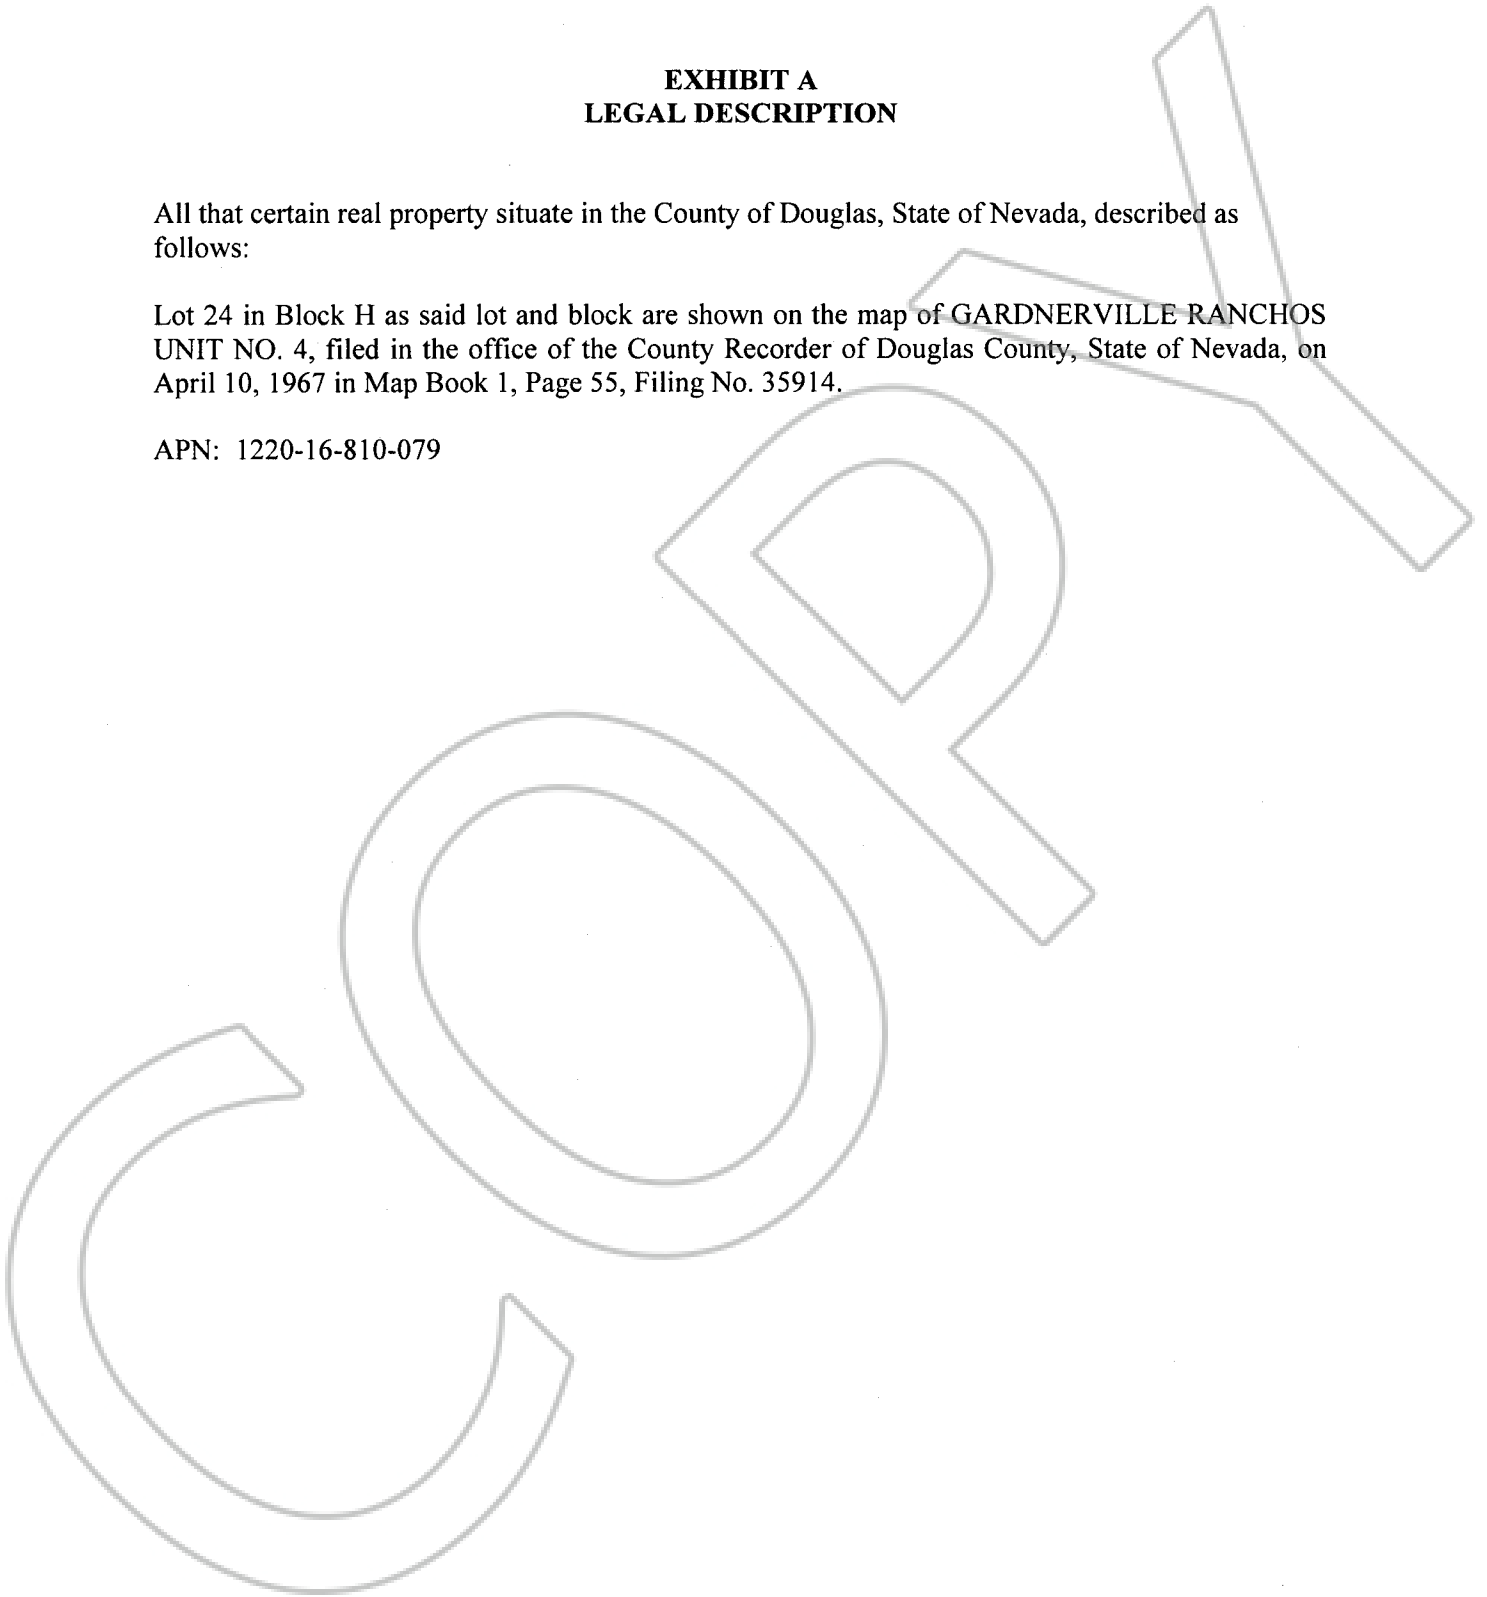 EXHIBIT A
LEGAL DESCRIPTION
All that certain real property situate in the County of Douglas, State of Nevada, described as
follows:
Lot 24 in Block H as said lot and block are shown on the map of GARDNERVILLE RANCHOS
UNIT NO. 4, filed in the office of the County Recorder of Douglas County, State of Nevada, on
April 10, 1967 in Map Book 1, Page 55, Filing No. 35914.
APN: 1220-16-810-079
COPY